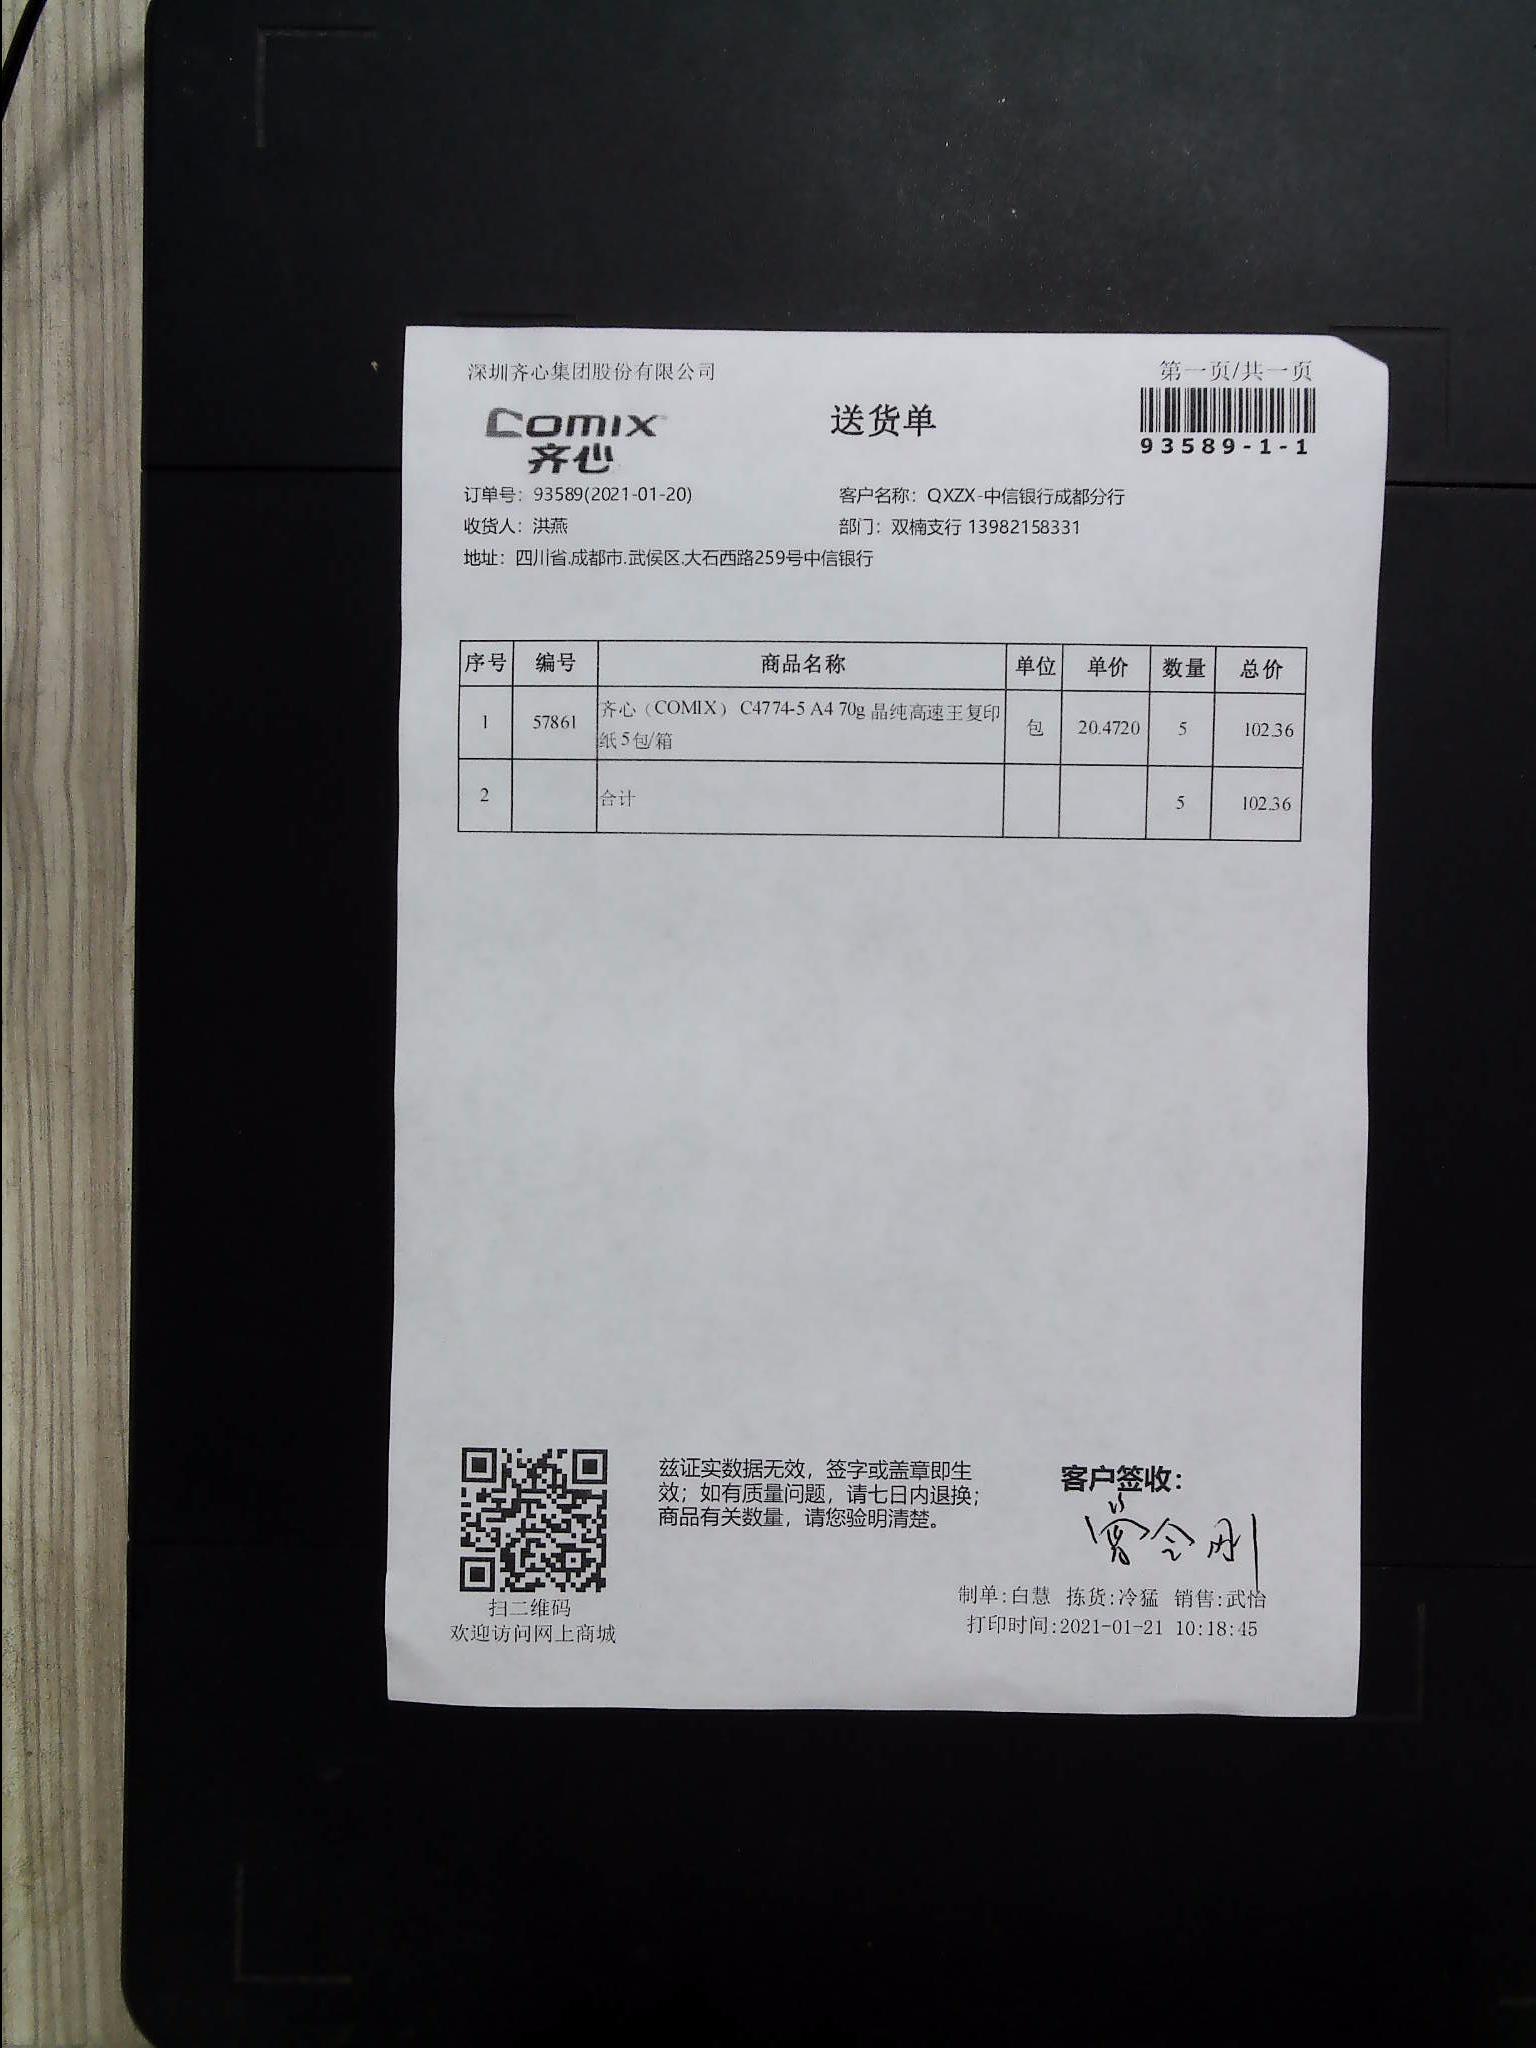 深圳齐心集团股份有限公司
第一页/共一页
COMIX
齐心
送货单
93589-1-1
订单号：93589(2021-01-20)
客户名称：QXZX-中信银行成都分行
收货人：洪燕
部门：双楠支行 13982158331
地址：四川省.成都市.武侯区.大石西路259号中信银行
序号 编号 商品名称 单位 单价 数量 总价
1 57861 齐心（COMIX） C4774-5 A4 70g 晶纯高速王复印 包 20.4720 5 102.36
纸 5包/箱
2 合计 5 102.36
兹证实数据无效，签字或盖章即生
效；如有质量问题，请七日内退换；
商品有关数量，请您验明清楚。
客户签收：
扫二维码
欢迎访问网上商城
制单:白慧 拣货:冷猛 销售:武怡
打印时间:2021-01-21 10:18:45